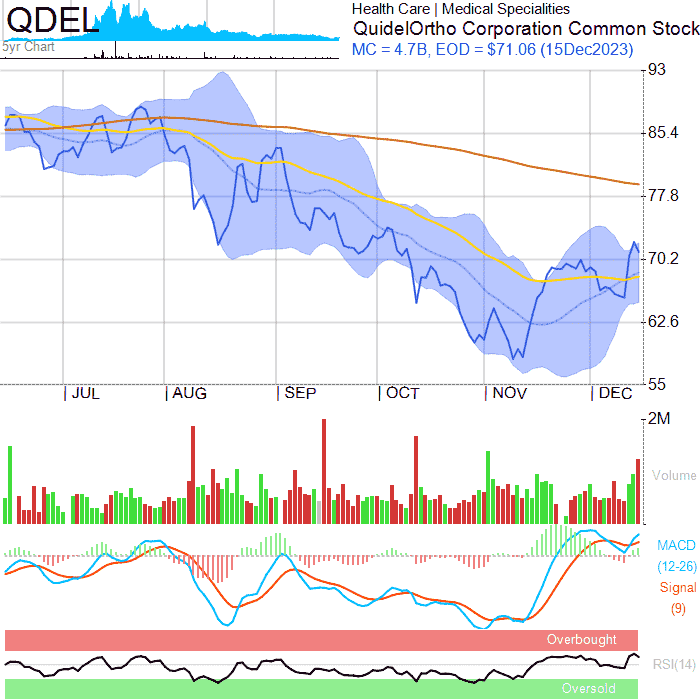 QDEL
5yr Chart
Health Care | Medical Specialities
QuidelOrtho Corporation Common Stock
MC = 4.7B, EOD = $71.06 (15Dec2023)
93
85.4
77.8
70.2
62.6
55
JUL AUG SEP OCT NOV DEC
2M
Volume
MACD
(12-26)
Signal
(9)
Overbought
RSI(14)
Oversold